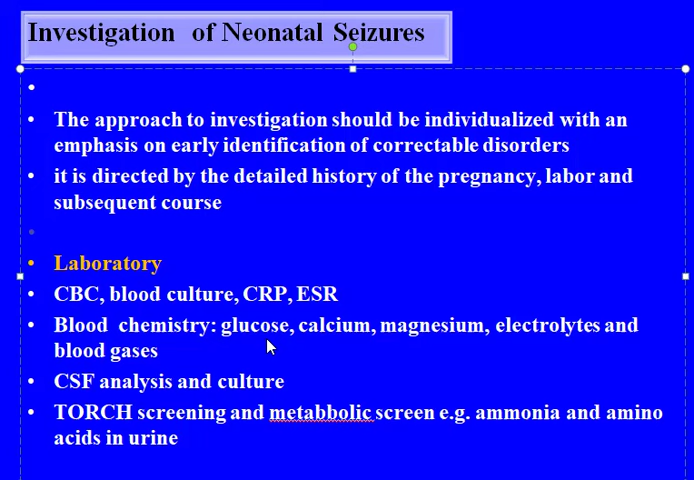 Investigation of Neonatal Seizures
•
• The approach to investigation should be individualized with an
emphasis on early identification of correctable disorders
• it is directed by the detailed history of the pregnancy, labor and
subsequent course
•
• Laboratory
• CBC, blood culture, CRP, ESR
• Blood chemistry: glucose, calcium, magnesium, electrolytes and
blood gases
• CSF analysis and culture
• TORCH screening and metabbolic screen e.g. ammonia and amino
acids in urine